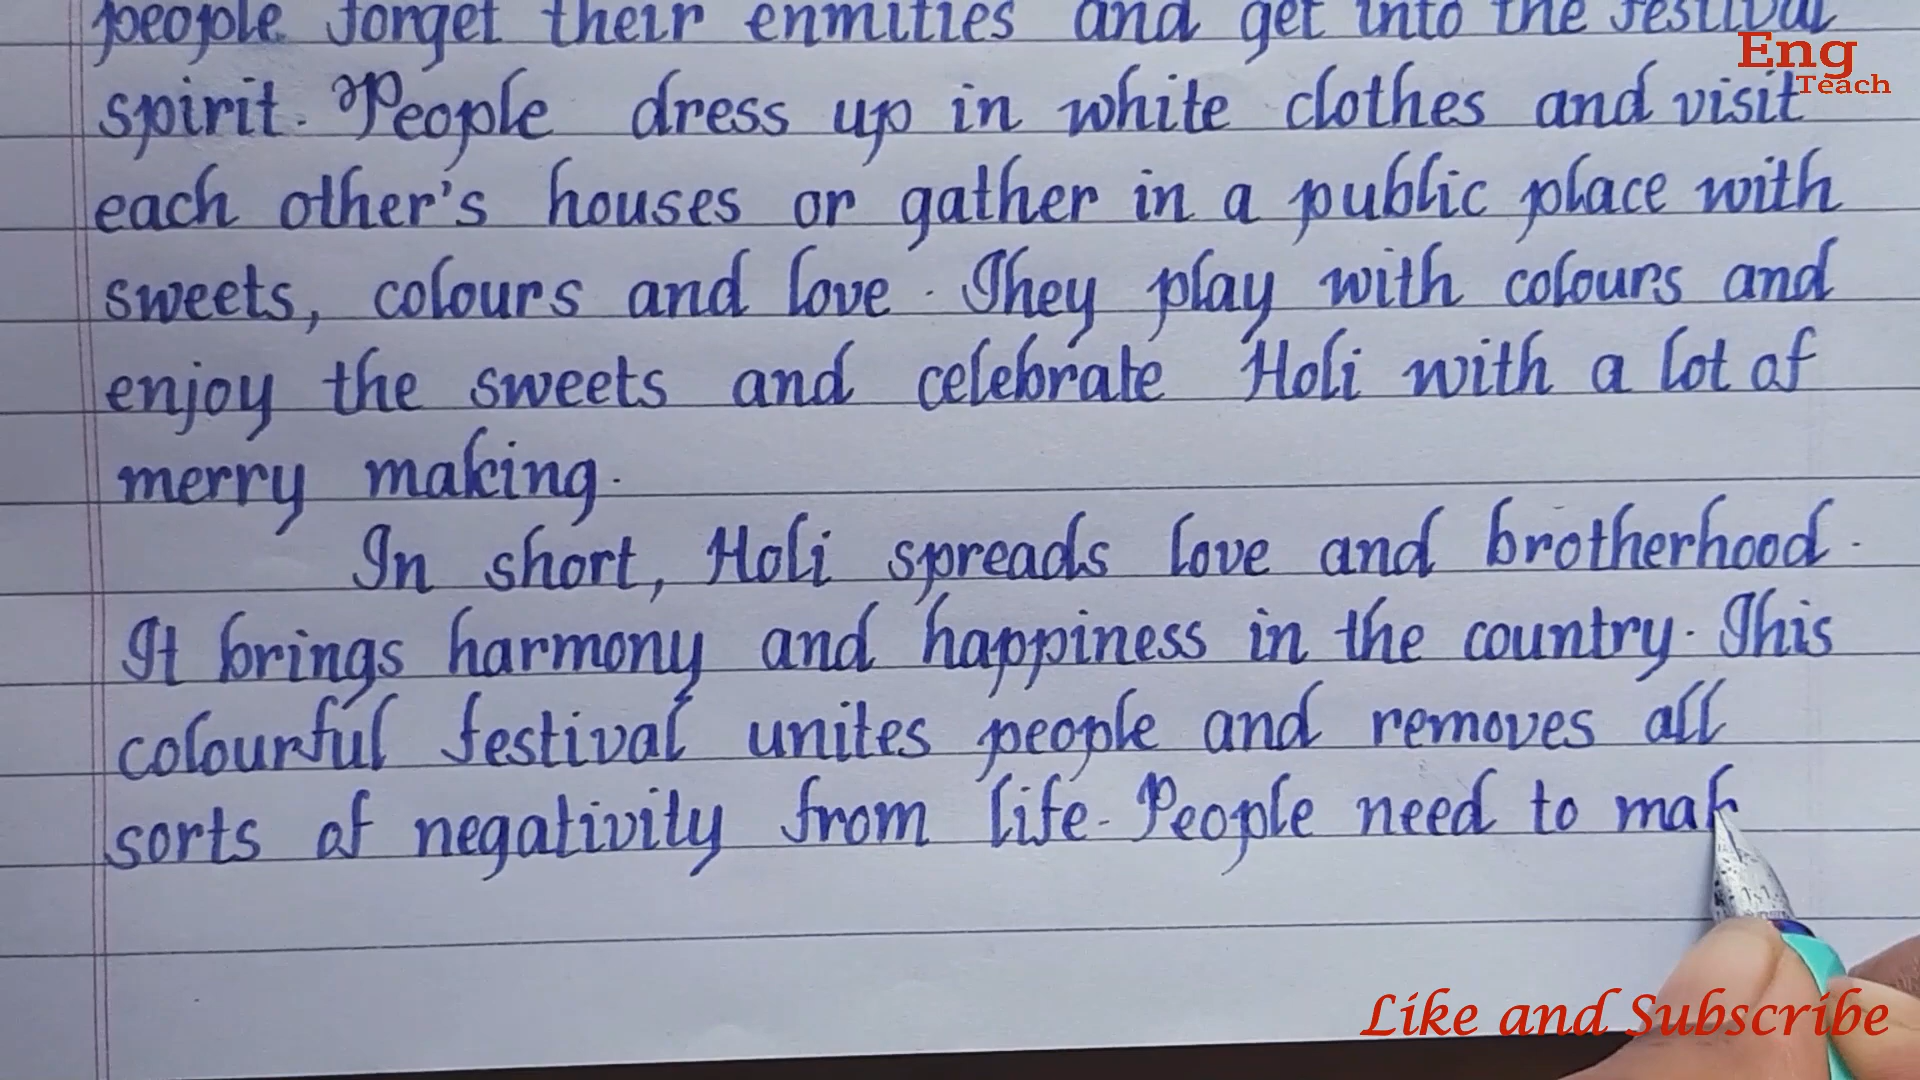 people forget their enmities and get into the festival
Eng
Teach
spirit. People dress up in white clothes and visit
each other's houses or gather in a public place with
sweets, colours and love. They play with colours and
enjoy the sweets and celebrate Holi with a lot of
merry making.
In short, Holi spreads love and brotherhood.
It brings harmony and happiness in the country. This
colourful festival unites people and removes all
sorts of negativity from life. People need to mak
Like and Subscribe